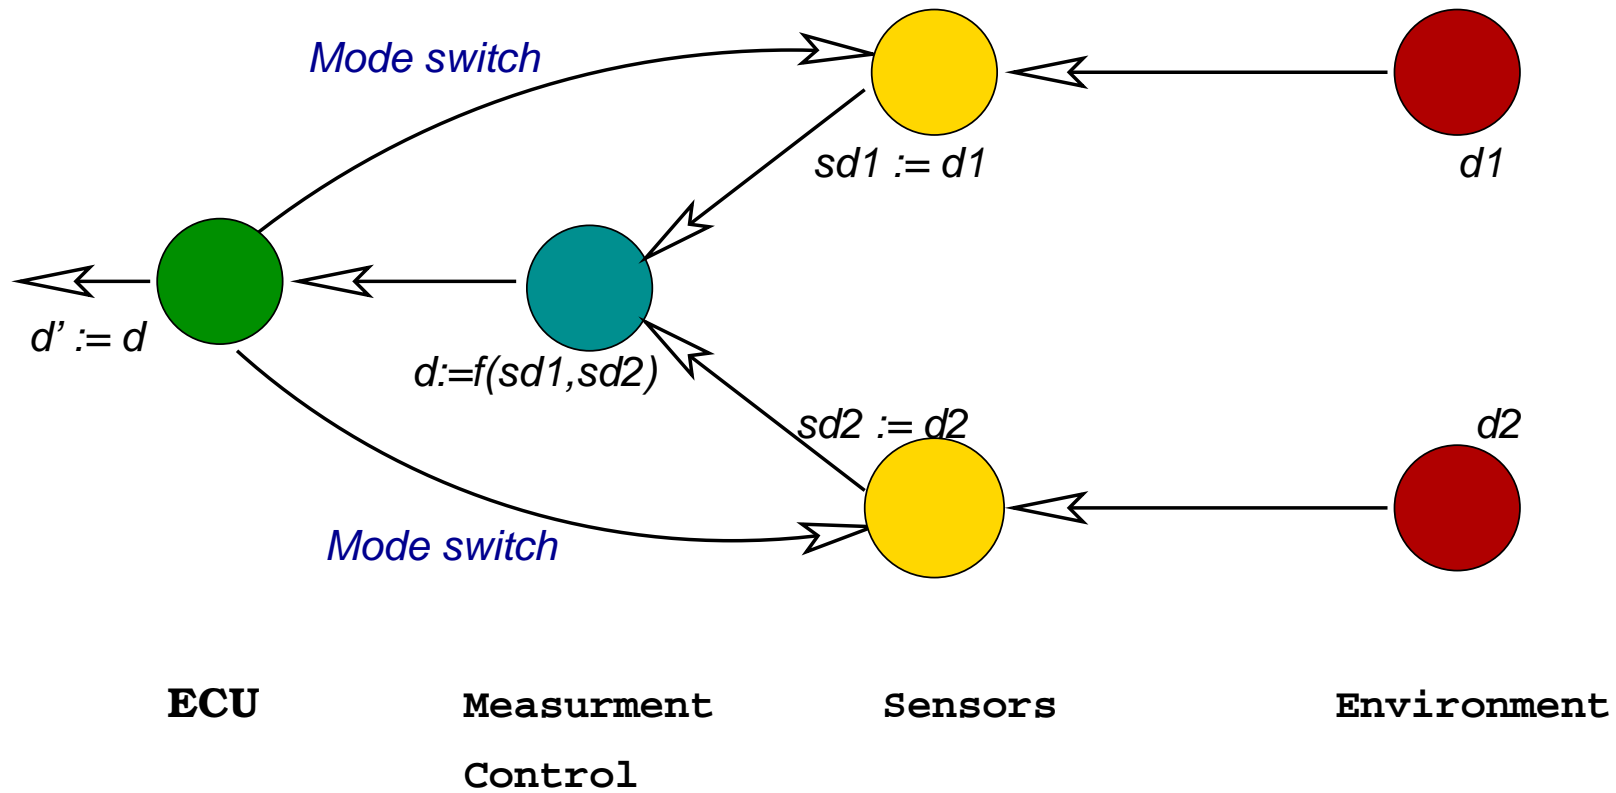 Mode switch
sd1 := d1
d1
d' := d
d:=f(sd1,sd2)
sd2 := d2
d2
Mode switch
ECU
Measurment
Control
Sensors
Environment